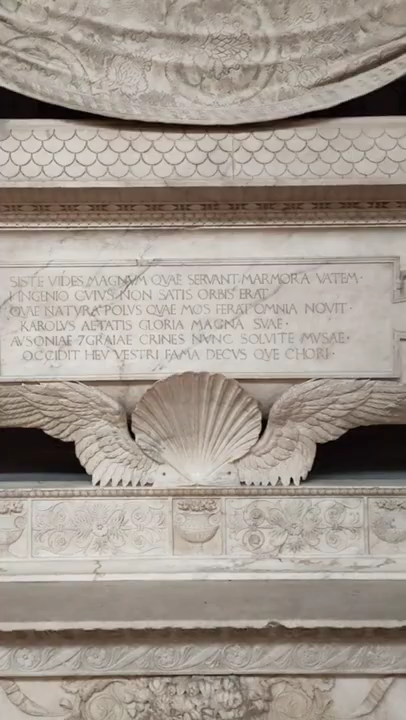 SISTE VIDES MAGNVM QVAE SERVANT MARMORA VATEM·
INGENIO CVIVS NON SATIS ORBIS ERAT
QVAE NATVRA POLVS QVAE MOS FERAT OMNIA NOVIT·
KAROLVS AETATIS GLORIA MAGNA SVAE·
AVSONIAE 7 GRAIAE CRINES NVNC SOLVITE MVSAE·
OCCIDIT HEV VESTRI FAMA DECVS QVE CHORI·